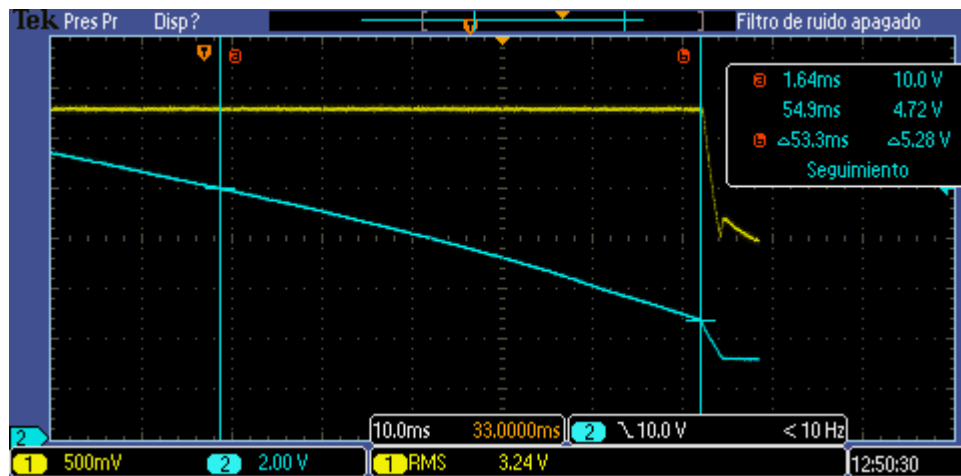 Tek Pres Pr Disp? Filtro de ruido apagado
T
a b
T
a 1.64ms 10.0 V
54.9ms 4.72 V
b △53.3ms △5.28 V
Seguimiento
2
10.0ms 33.0000ms 2 10.0 V < 10 Hz
1 500mV 2 2.00 V 1 RMS 3.24 V 12:50:30